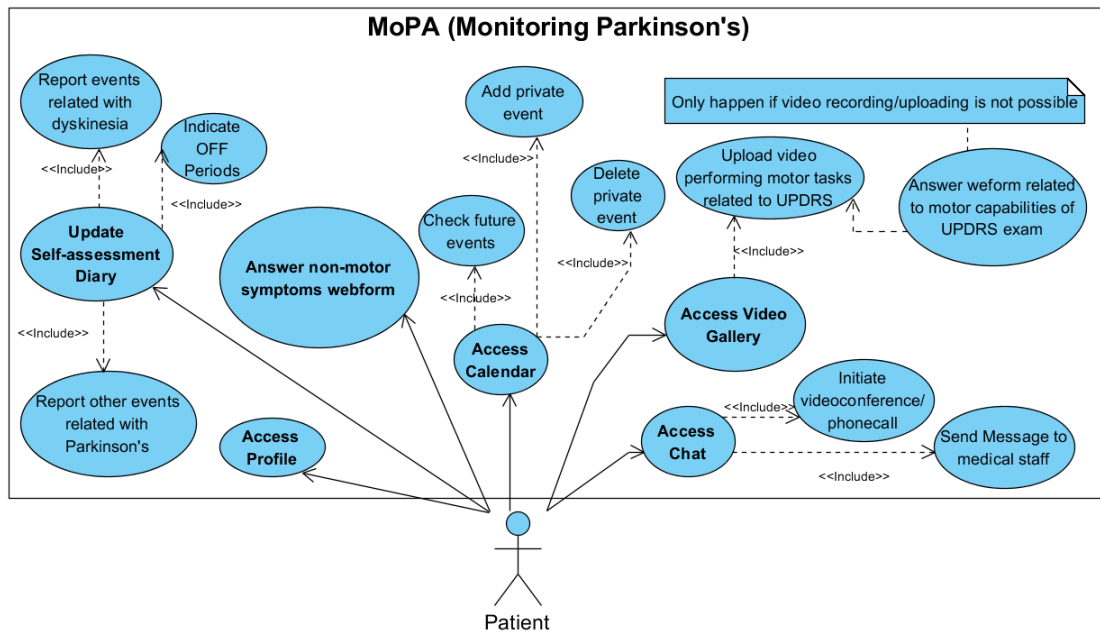 MoPA (Monitoring Parkinson's)
Report events
related with
dyskinesia
Indicate
OFF
Periods
<<Include>>
<<Include>>
Update
Self-assessment
Diary
<<Include>>
Report other events
related with
Parkinson's
Answer non-motor
symptoms webform
Access
Profile
Add private
event
Delete
private
event
Check future
events
<<Include>>
<<Include>>
<<Include>>
Access
Calendar
Only happen if video recording/uploading is not possible
Upload video
performing motor tasks
related to UPDRS
Answer weform related
to motor capabilities of
UPDRS exam
<<Include>>
Access Video
Gallery
Initiate
videoconference/
phonecall
<<Include>>
Access
Chat
Send Message to
medical staff
<<Include>>
Patient